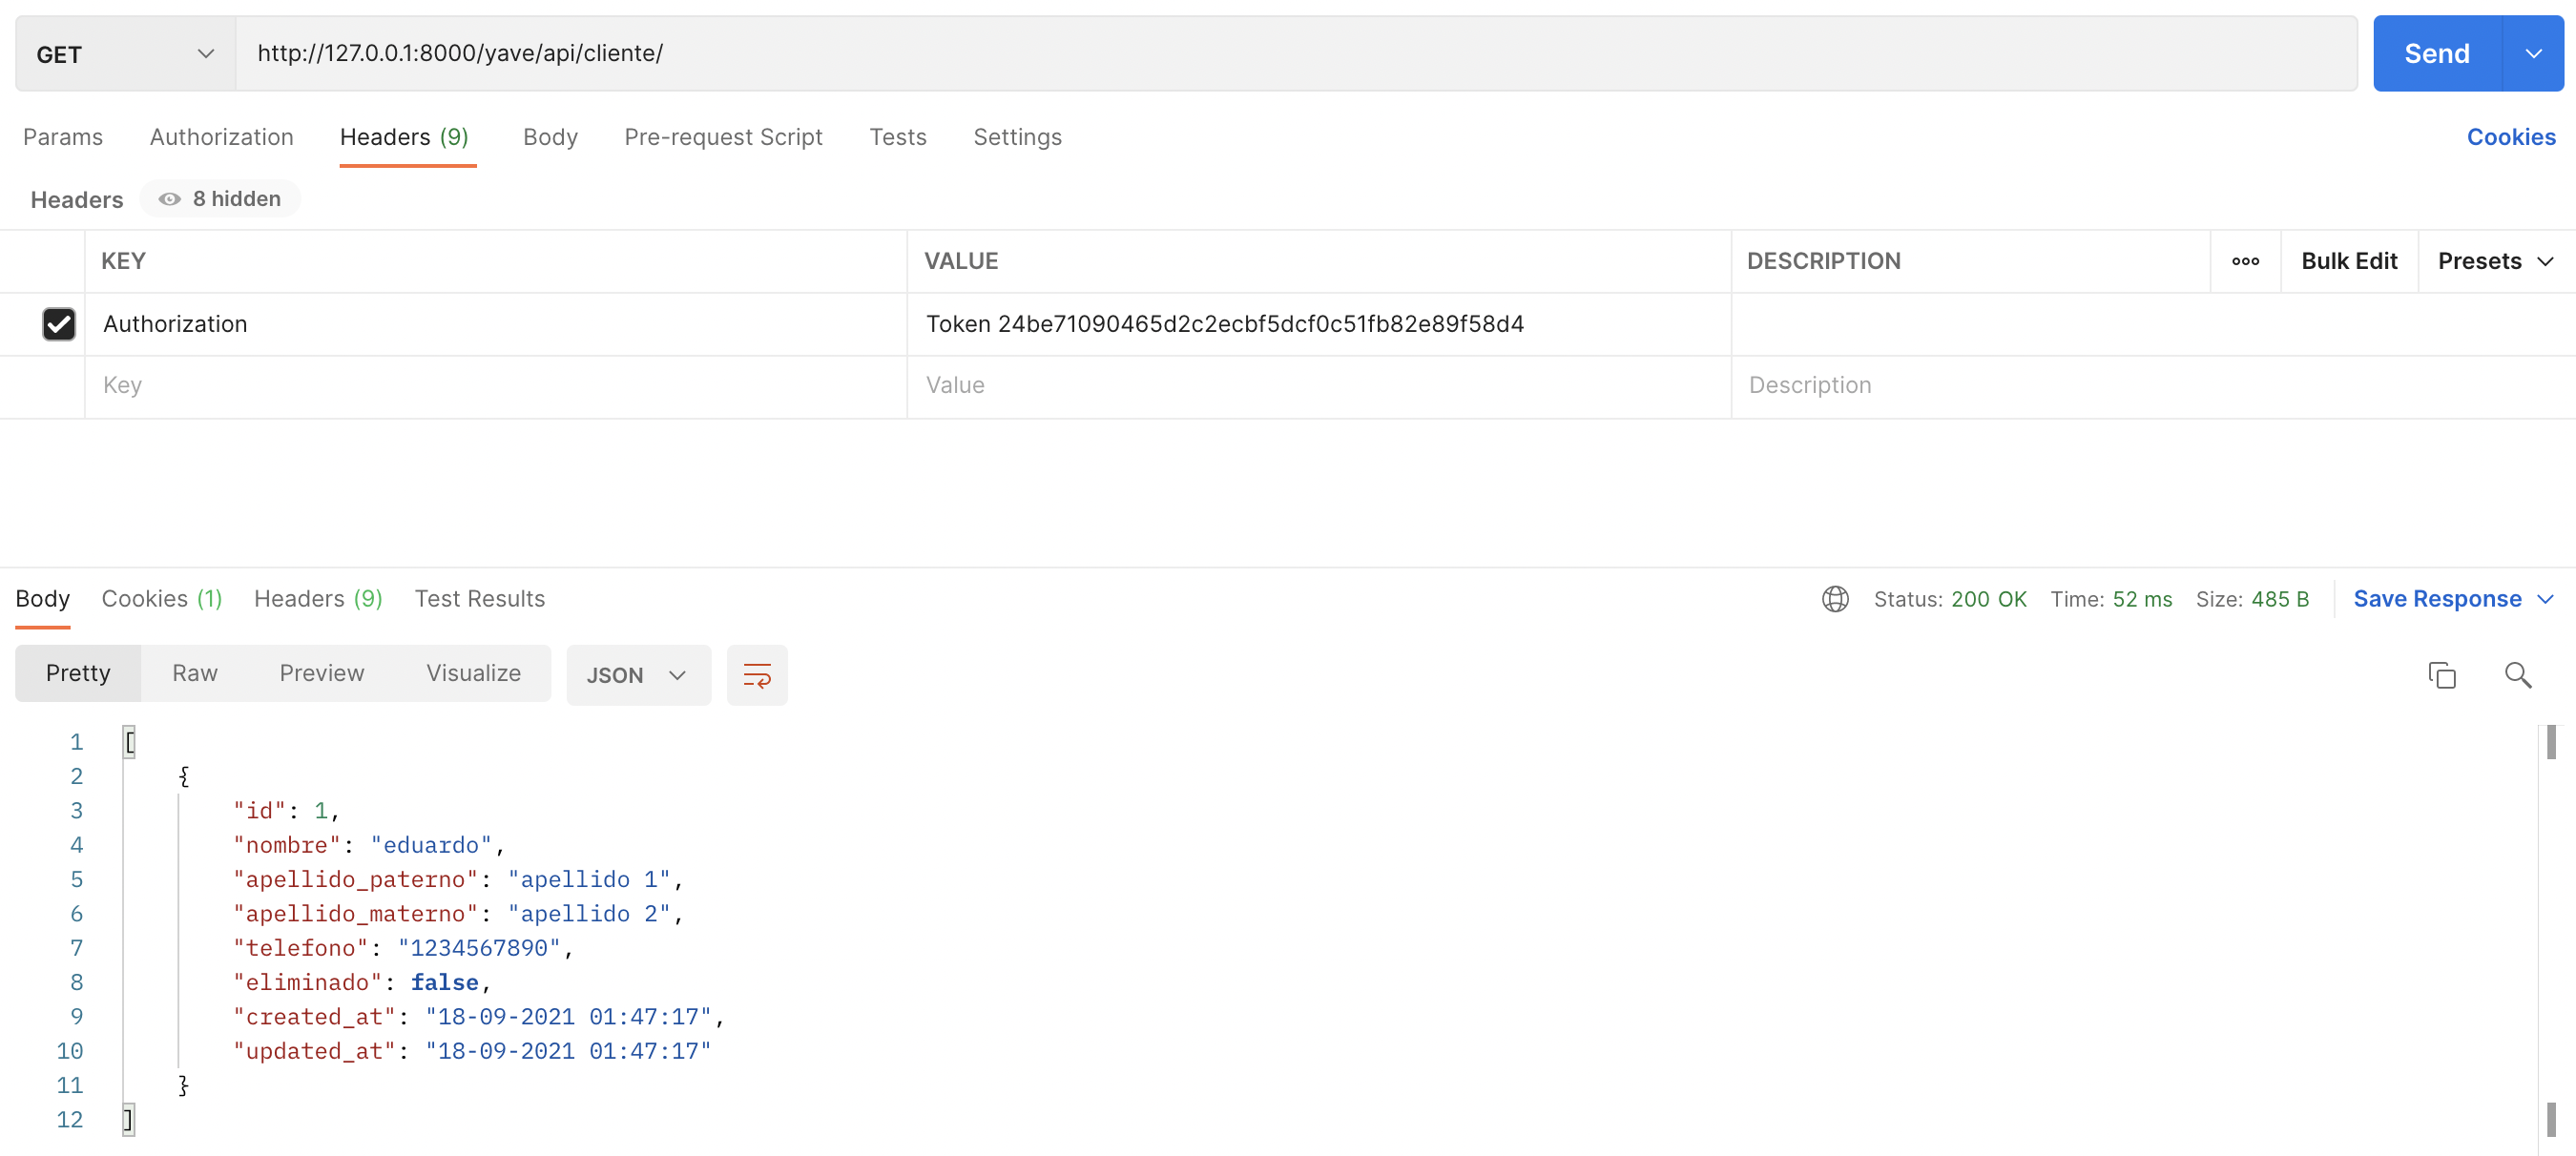 GET http://127.0.0.1:8000/yave/api/cliente/ Send
Params Authorization Headers (9) Body Pre-request Script Tests Settings Cookies
Headers 8 hidden
KEY VALUE DESCRIPTION ooo Bulk Edit Presets
Authorization Token 24be71090465d2c2ecbf5dcf0c51fb82e89f58d4
Key Value Description
Body Cookies (1) Headers (9) Test Results Status: 200 OK Time: 52 ms Size: 485 B Save Response
Pretty Raw Preview Visualize JSON
1 [
2 {
3 "id": 1,
4 "nombre": "eduardo",
5 "apellido_paterno": "apellido 1",
6 "apellido_materno": "apellido 2",
7 "telefono": "1234567890",
8 "eliminado": false,
9 "created_at": "18-09-2021 01:47:17",
10 "updated_at": "18-09-2021 01:47:17"
11 }
12 ]